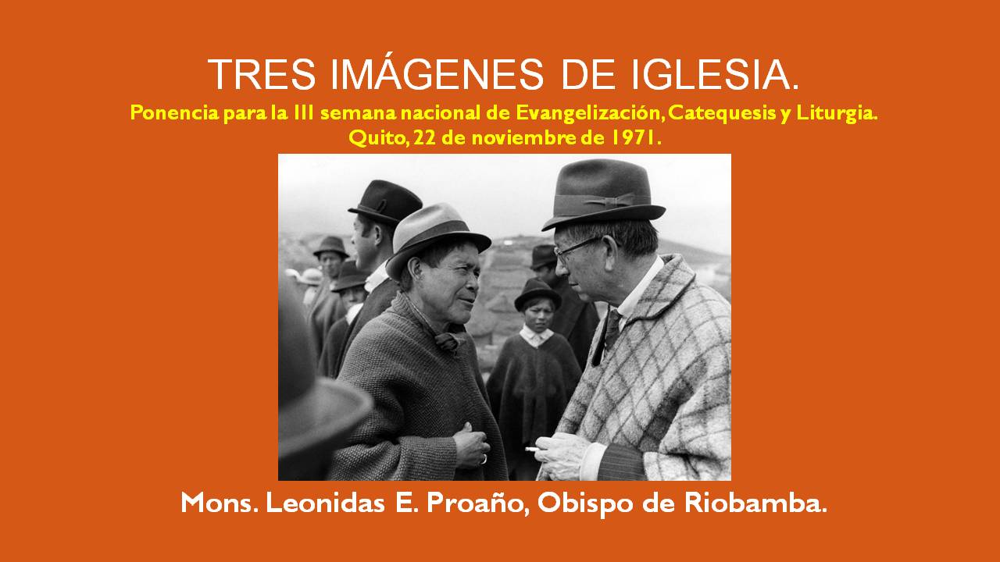 TRES IMÁGENES DE IGLESIA.
Ponencia para la III semana nacional de Evangelización, Catequesis y Liturgia.
Quito, 22 de noviembre de 1971.
Mons. Leonidas E. Proaño, Obispo de Riobamba.